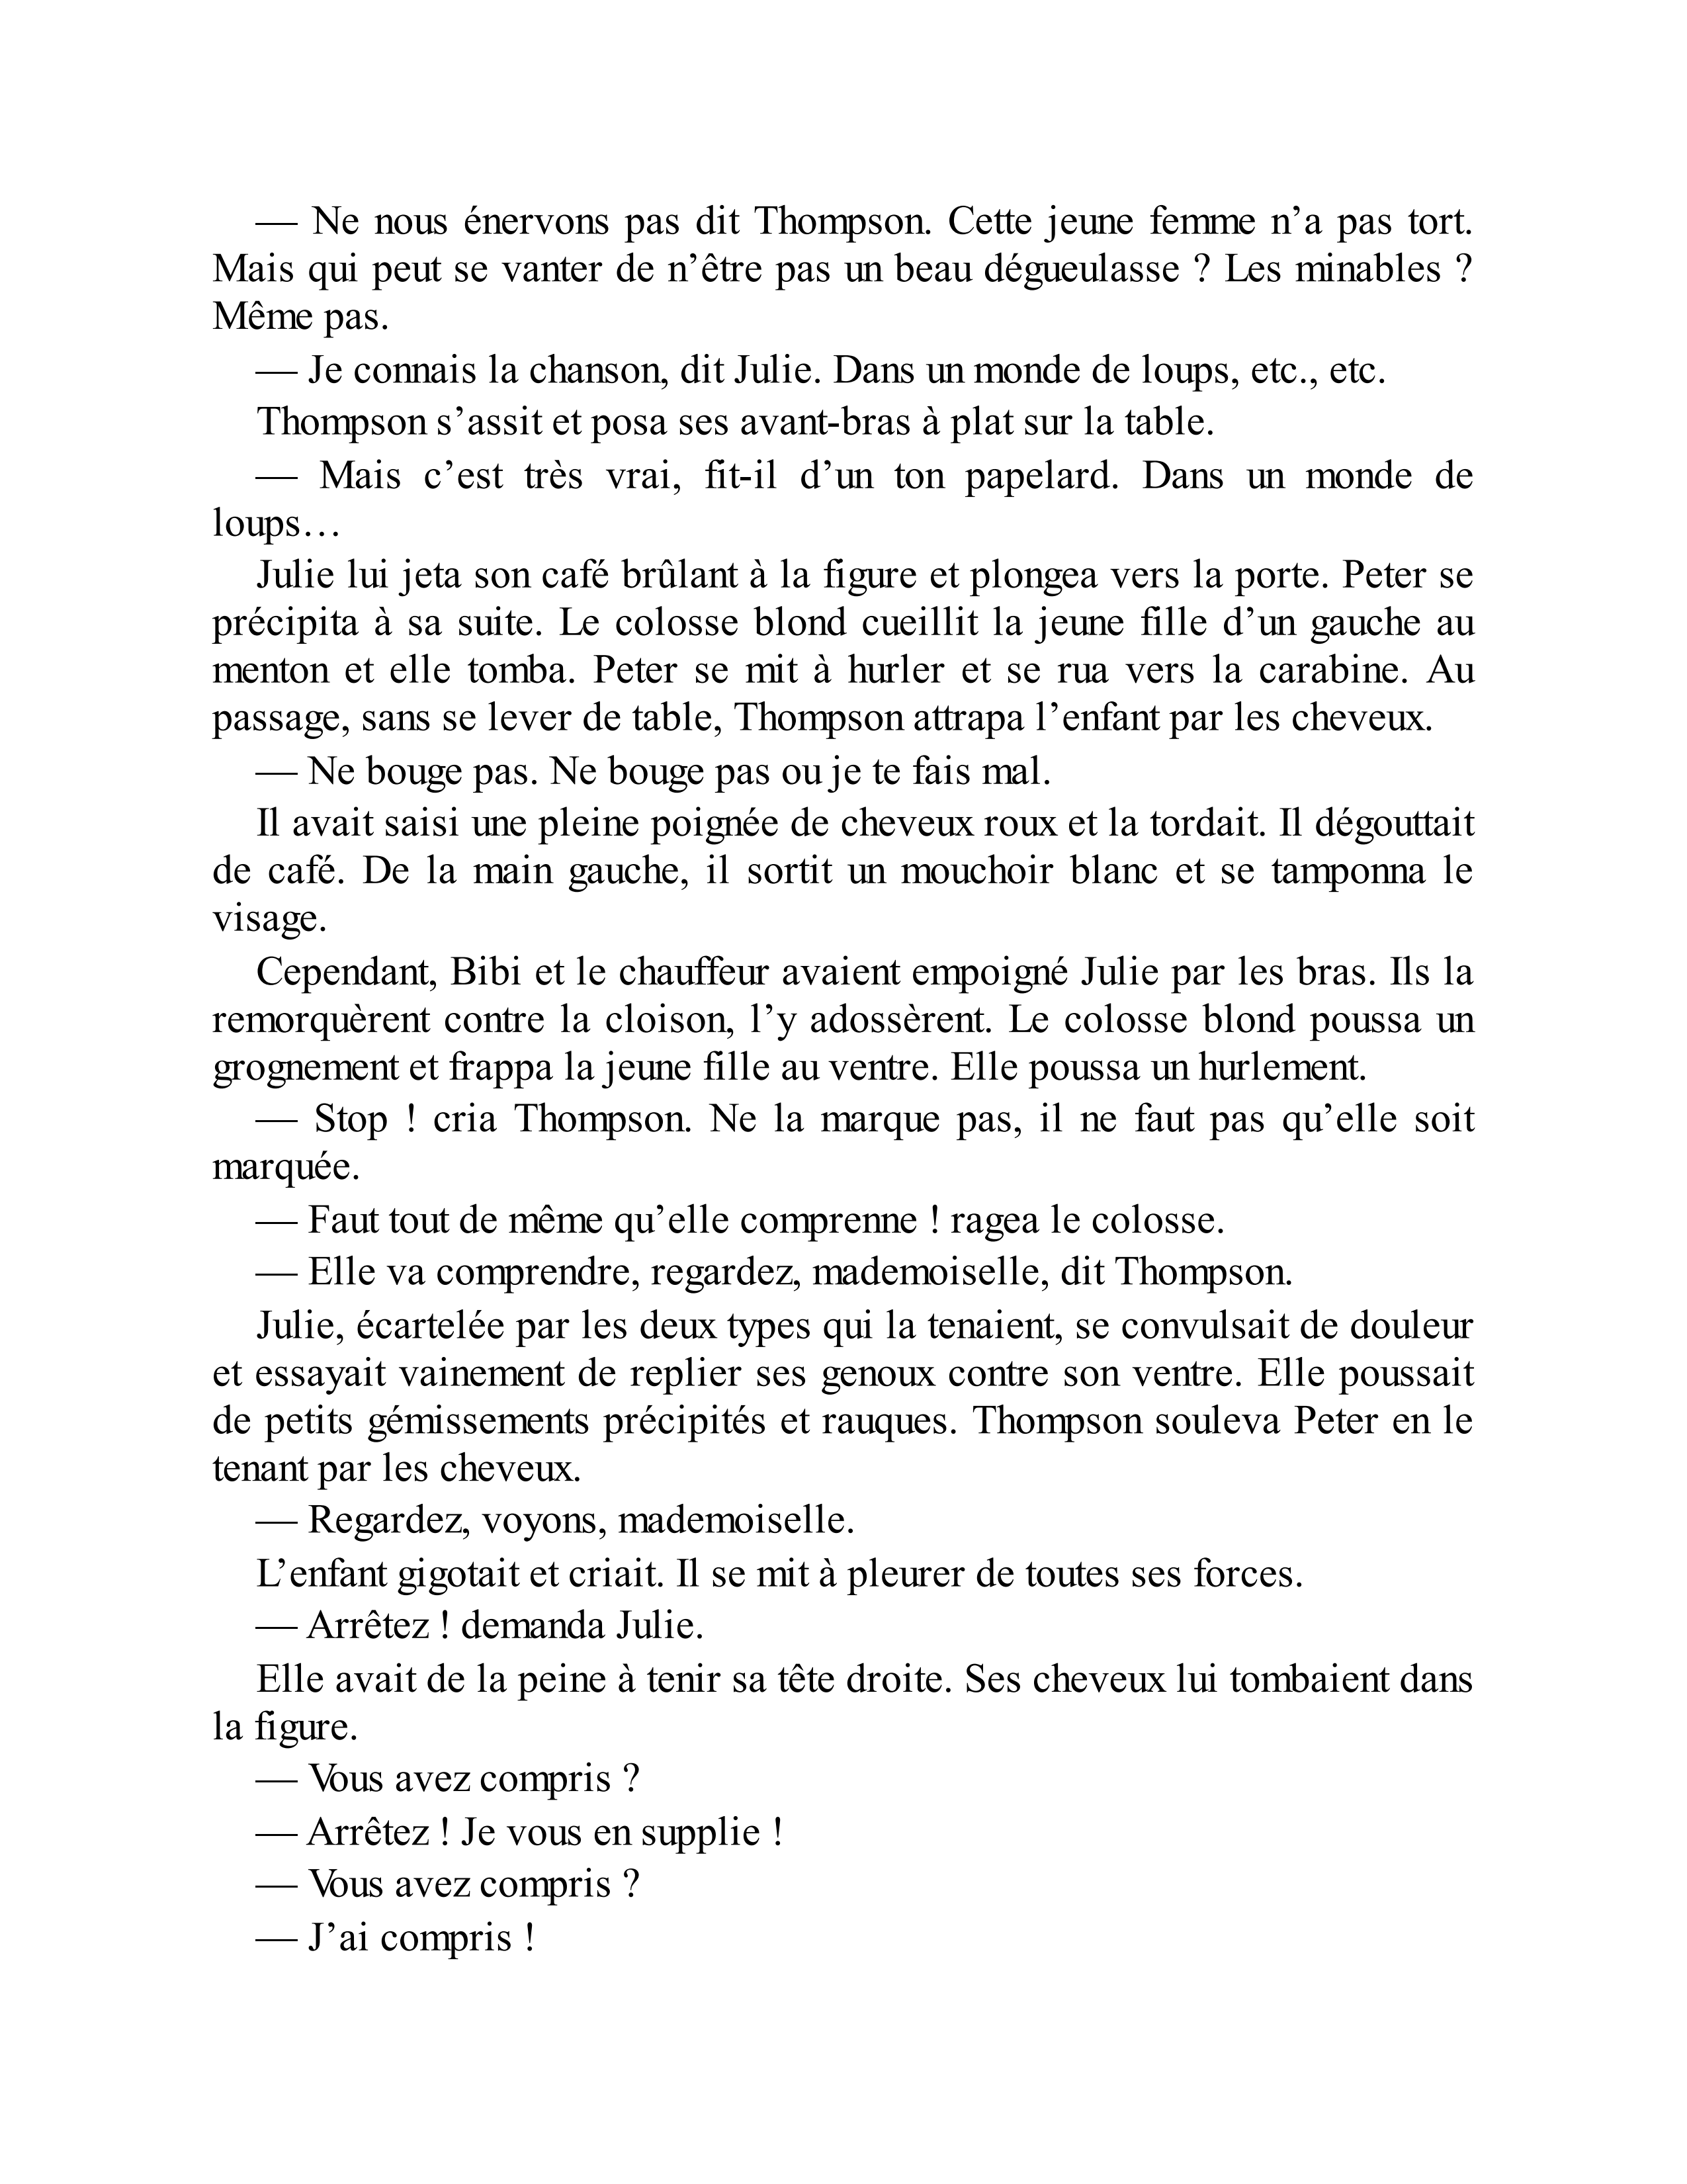 — Ne nous énervons pas dit Thompson. Cette jeune femme n’a pas tort.
Mais qui peut se vanter de n’être pas un beau dégueulasse ? Les minables ?
Même pas.
— Je connais la chanson, dit Julie. Dans un monde de loups, etc., etc.
Thompson s’assit et posa ses avant-bras à plat sur la table.
— Mais c’est très vrai, fit-il d’un ton papelard. Dans un monde de
loups…
Julie lui jeta son café brûlant à la figure et plongea vers la porte. Peter se
précipita à sa suite. Le colosse blond cueillit la jeune fille d’un gauche au
menton et elle tomba. Peter se mit à hurler et se rua vers la carabine. Au
passage, sans se lever de table, Thompson attrapa l’enfant par les cheveux.
— Ne bouge pas. Ne bouge pas ou je te fais mal.
Il avait saisi une pleine poignée de cheveux roux et la tordait. Il dégouttait
de café. De la main gauche, il sortit un mouchoir blanc et se tamponna le
visage.
Cependant, Bibi et le chauffeur avaient empoigné Julie par les bras. Ils la
remorquèrent contre la cloison, l’y adossèrent. Le colosse blond poussa un
grognement et frappa la jeune fille au ventre. Elle poussa un hurlement.
— Stop ! cria Thompson. Ne la marque pas, il ne faut pas qu’elle soit
marquée.
— Faut tout de même qu’elle comprenne ! ragea le colosse.
— Elle va comprendre, regardez, mademoiselle, dit Thompson.
Julie, écartelée par les deux types qui la tenaient, se convulsait de douleur
et essayait vainement de replier ses genoux contre son ventre. Elle poussait
de petits gémissements précipités et rauques. Thompson souleva Peter en le
tenant par les cheveux.
— Regardez, voyons, mademoiselle.
L’enfant gigotait et criait. Il se mit à pleurer de toutes ses forces.
— Arrêtez ! demanda Julie.
Elle avait de la peine à tenir sa tête droite. Ses cheveux lui tombaient dans
la figure.
— Vous avez compris ?
— Arrêtez ! Je vous en supplie !
— Vous avez compris ?
— J’ai compris !